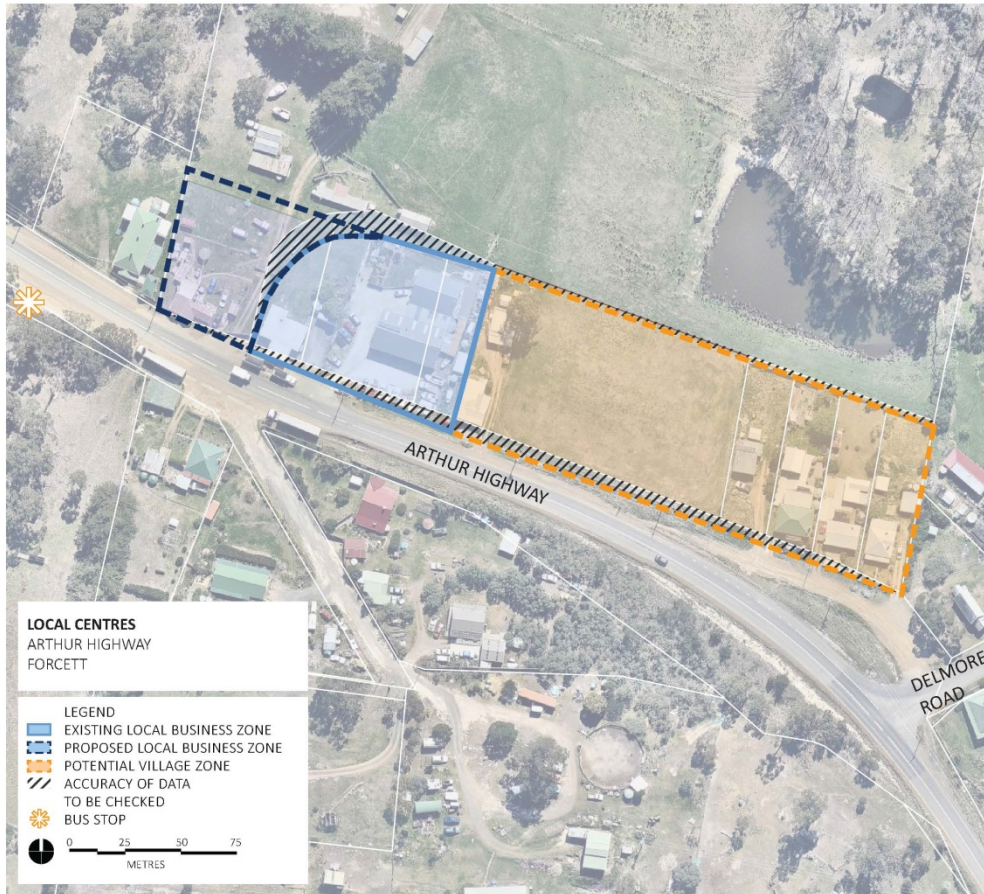 ARTHUR HIGHWAY
DELMORE
ROAD
LOCAL CENTRES
ARTHUR HIGHWAY
FORCETT
LEGEND
EXISTING LOCAL BUSINESS ZONE
PROPOSED LOCAL BUSINESS ZONE
POTENTIAL VILLAGE ZONE
ACCURACY OF DATA
TO BE CHECKED
BUS STOP
0 25 50 75
METRES